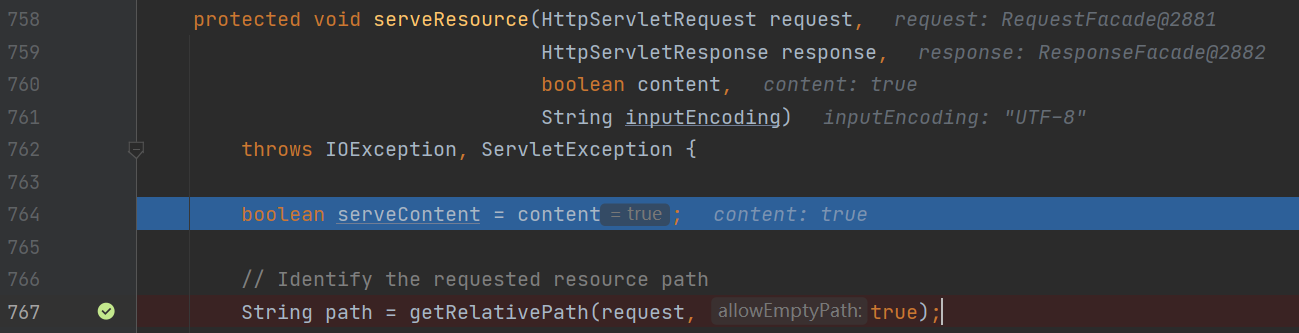 758 protected void serveResource(HttpServletRequest request, request: RequestFacade@2881
759 HttpServletResponse response, response: ResponseFacade@2882
760 boolean content, content: true
761 String inputEncoding) inputEncoding: "UTF-8"
762 throws IOException, ServletException {
763
764 boolean serveContent = content = true ; content: true
765
766 // Identify the requested resource path
767 String path = getRelativePath(request, allowEmptyPath: true);